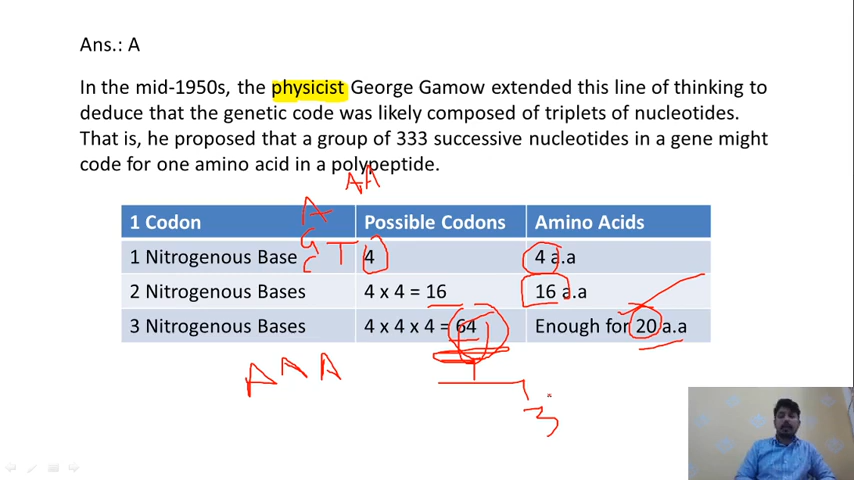 Ans.: A
In the mid-1950s, the physicist George Gamow extended this line of thinking to
deduce that the genetic code was likely composed of triplets of nucleotides.
That is, he proposed that a group of 333 successive nucleotides in a gene might
code for one amino acid in a polypeptide.
AA
1 Codon A Possible Codons Amino Acids
G
1 Nitrogenous Base C T 4 4 a.a
2 Nitrogenous Bases 4 x 4 = 16 16 a.a
3 Nitrogenous Bases 4 x 4 x 4 = 64 Enough for 20 a.a
A A A
3